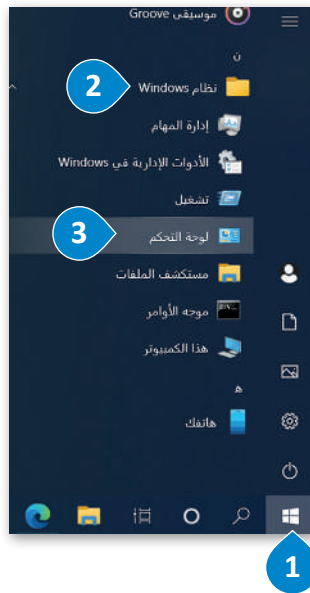 موسيقى Groove
ن
2
نظام Windows
إدارة المهام
الأدوات الإدارية في Windows
تشغيل
3
لوحة التحكم
مستكشف الملفات
موجه الأوامر
هذا الكمبيوتر
ه
هاتفك
1